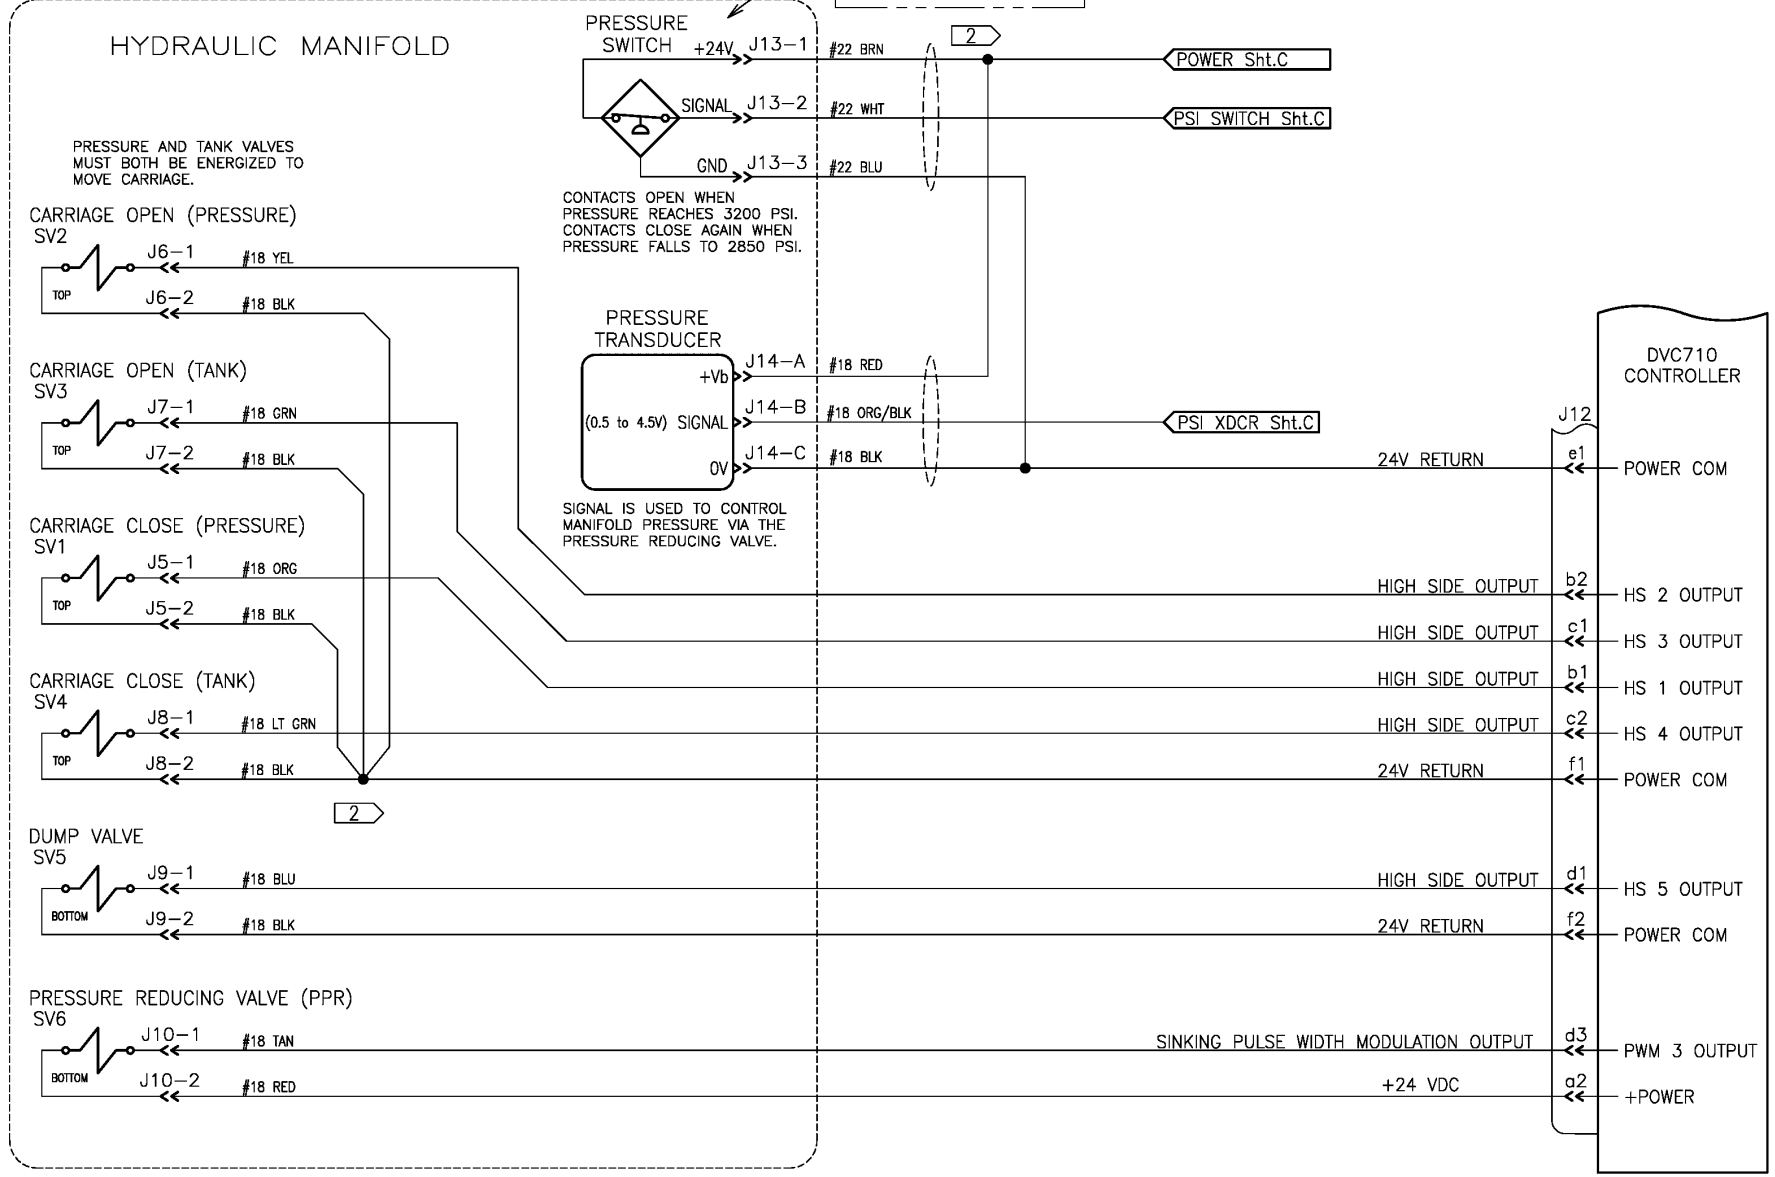 HYDRAULIC MANIFOLD
PRESSURE AND TANK VALVES
MUST BOTH BE ENERGIZED TO
MOVE CARRIAGE.
PRESSURE
SWITCH
+24V
J13-1
#22 BRN
2
POWER Sht.C
SIGNAL
J13-2
#22 WHT
PSI SWITCH Sht.C
GND
J13-3
#22 BLU
CONTACTS OPEN WHEN
PRESSURE REACHES 3200 PSI.
CONTACTS CLOSE AGAIN WHEN
PRESSURE FALLS TO 2850 PSI.
CARRIAGE OPEN (PRESSURE)
SV2
J6-1
#18 YEL
TOP
J6-2
#18 BLK
PRESSURE
TRANSDUCER
+Vb
J14-A
#18 RED
(0.5 to 4.5V) SIGNAL
J14-B
#18 ORG/BLK
PSI XDCR Sht.C
0V
J14-C
#18 BLK
24V RETURN
SIGNAL IS USED TO CONTROL
MANIFOLD PRESSURE VIA THE
PRESSURE REDUCING VALVE.
DVC710
CONTROLLER
J12
e1
POWER COM
CARRIAGE OPEN (TANK)
SV3
J7-1
#18 GRN
TOP
J7-2
#18 BLK
CARRIAGE CLOSE (PRESSURE)
SV1
J5-1
#18 ORG
TOP
J5-2
#18 BLK
HIGH SIDE OUTPUT
b2
HS 2 OUTPUT
HIGH SIDE OUTPUT
c1
HS 3 OUTPUT
HIGH SIDE OUTPUT
b1
HS 1 OUTPUT
CARRIAGE CLOSE (TANK)
SV4
J8-1
#18 LT GRN
HIGH SIDE OUTPUT
c2
HS 4 OUTPUT
TOP
J8-2
#18 BLK
24V RETURN
f1
POWER COM
2
DUMP VALVE
SV5
J9-1
#18 BLU
HIGH SIDE OUTPUT
d1
HS 5 OUTPUT
BOTTOM
J9-2
#18 BLK
24V RETURN
f2
POWER COM
PRESSURE REDUCING VALVE (PPR)
SV6
J10-1
#18 TAN
SINKING PULSE WIDTH MODULATION OUTPUT
d3
PWM 3 OUTPUT
BOTTOM
J10-2
#18 RED
+24 VDC
a2
+POWER